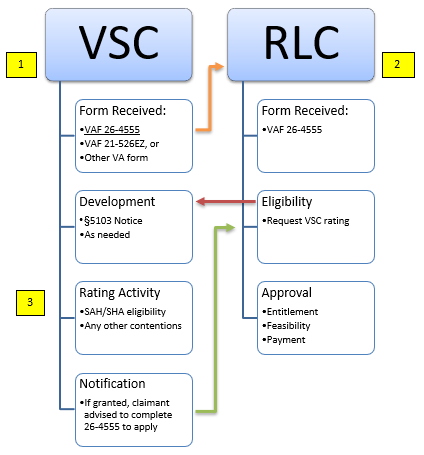 VSC
RLC
1
2
Form Received:
•VAF 26-4555
•VAF 21-526EZ, or
•Other VA form
Form Received:
•VAF 26-4555
Development
•§5103 Notice
•As needed
Eligibility
•Request VSC rating
3
Rating Activity
•SAH/SHA eligibility
•Any other contentions
Approval
•Entitlement
•Feasibility
•Payment
Notification
•If granted, claimant
advised to complete
26-4555 to apply